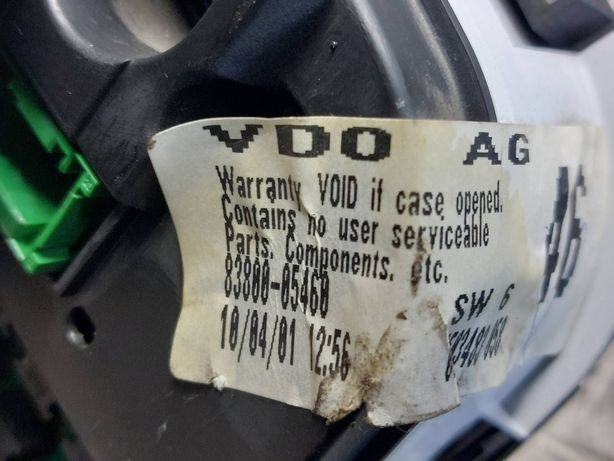 VDO AG
Warranty VOID if case opened.
Contains no user serviceable
Parts. Components. etc.
83800-05460
10/04/01 12:56
SW 6